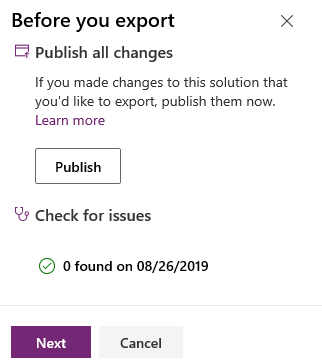 Before you export
Publish all changes
If you made changes to this solution that
you'd like to export, publish them now.
Learn more
Publish
Check for issues
0 found on 08/26/2019
Next
Cancel